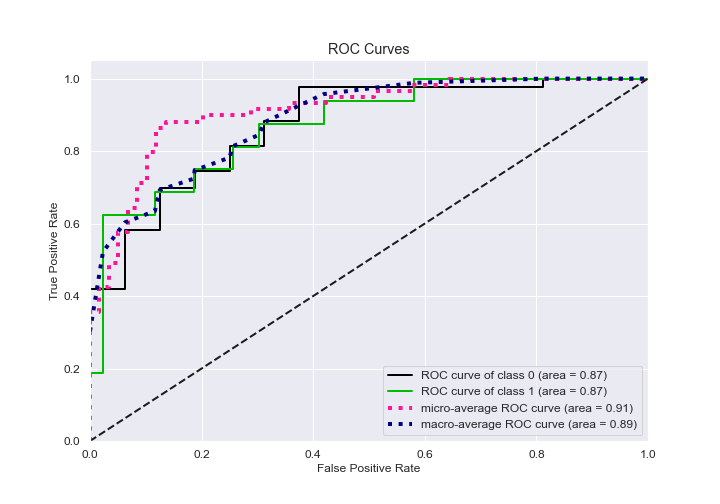 ROC Curves
True Positive Rate
1.0
0.8
0.6
0.4
0.2
0.0
ROC curve of class 0 (area = 0.87)
ROC curve of class 1 (area = 0.87)
micro-average ROC curve (area = 0.91)
macro-average ROC curve (area = 0.89)
0.0 0.2 0.4 0.6 0.8 1.0
False Positive Rate